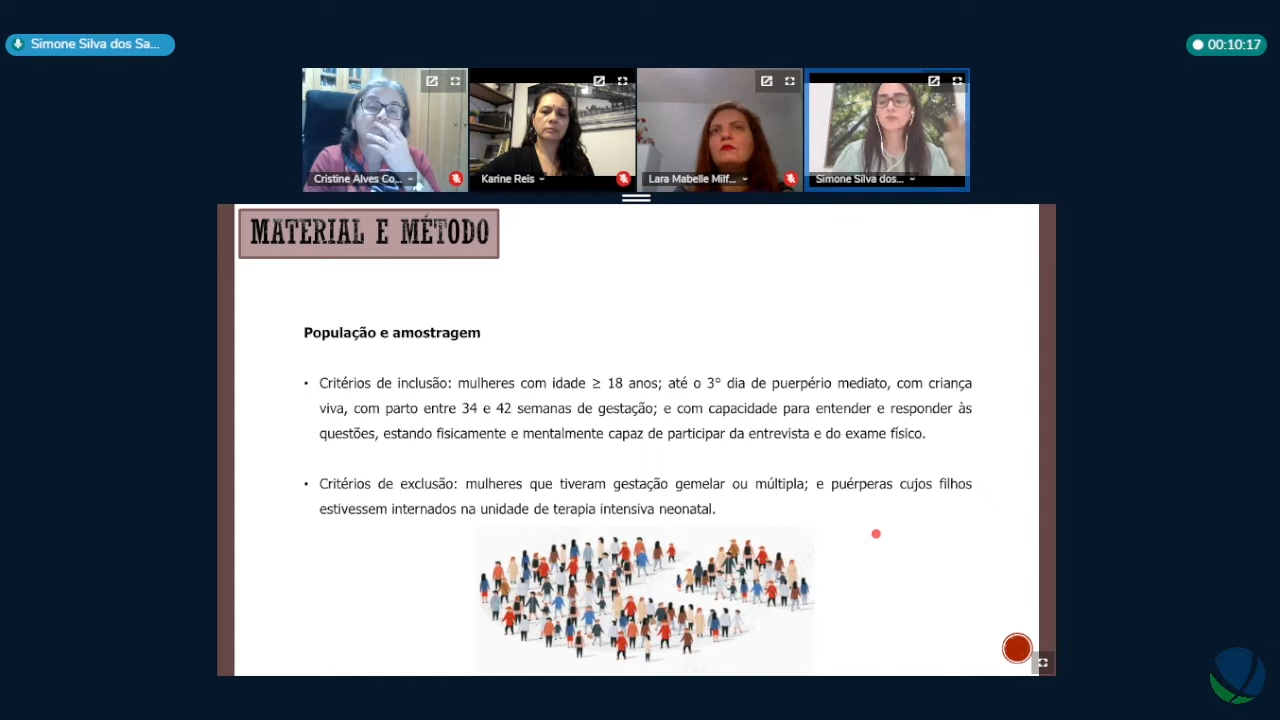 Simone Silva dos Sa...
00:10:17
Cristine Alves Co...
Karine Reis
Lara Mabelle Milf...
Simone Silva dos...
MATERIAL E MÉTODO
População e amostragem
• Critérios de inclusão: mulheres com idade ≥ 18 anos; até o 3° dia de puerpério mediato, com criança
viva, com parto entre 34 e 42 semanas de gestação; e com capacidade para entender e responder às
questões, estando fisicamente e mentalmente capaz de participar da entrevista e do exame físico.
• Critérios de exclusão: mulheres que tiveram gestação gemelar ou múltipla; e puérperas cujos filhos
estivessem internados na unidade de terapia intensiva neonatal.